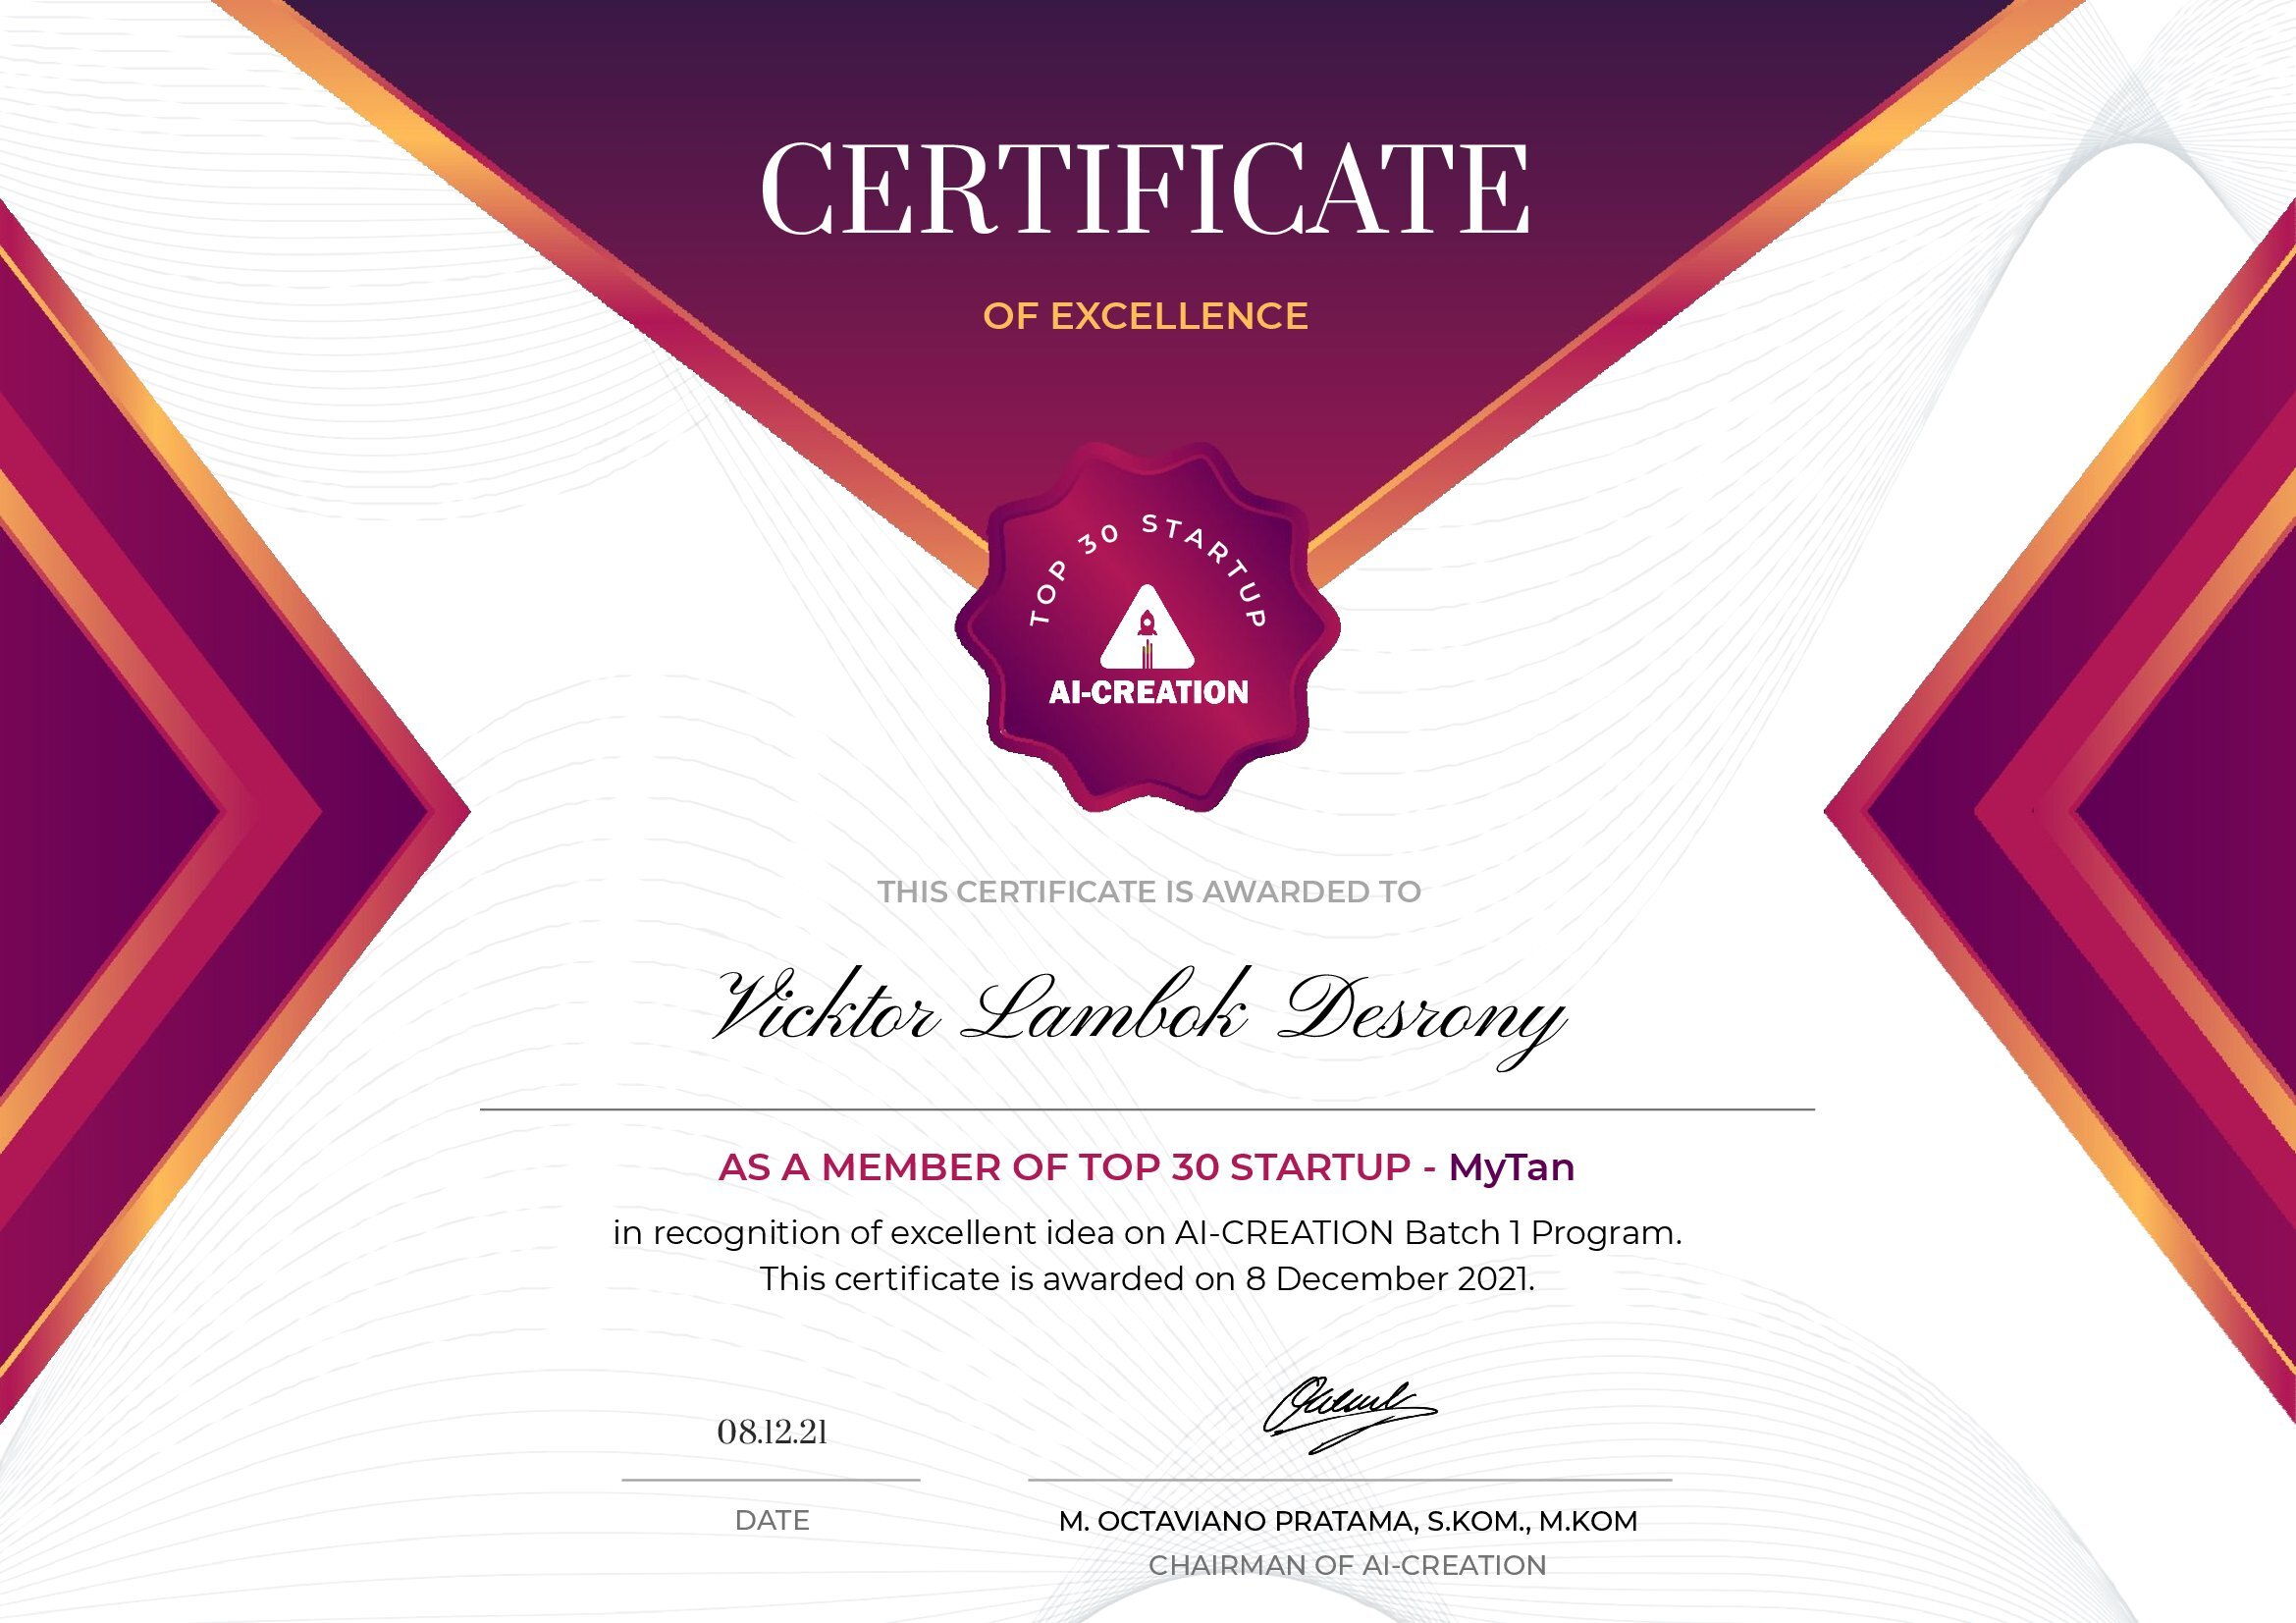 CERTIFICATE
OF EXCELLENCE
TOP 30 STARTUP
AI-CREATION
THIS CERTIFICATE IS AWARDED TO
Vicktor Lambok Desrony
AS A MEMBER OF TOP 30 STARTUP - MyTan
in recognition of excellent idea on AI-CREATION Batch 1 Program.
This certificate is awarded on 8 December 2021.
08.12.21
DATE
M. OCTAVIANO PRATAMA, S.KOM., M.KOM
CHAIRMAN OF AI-CREATION